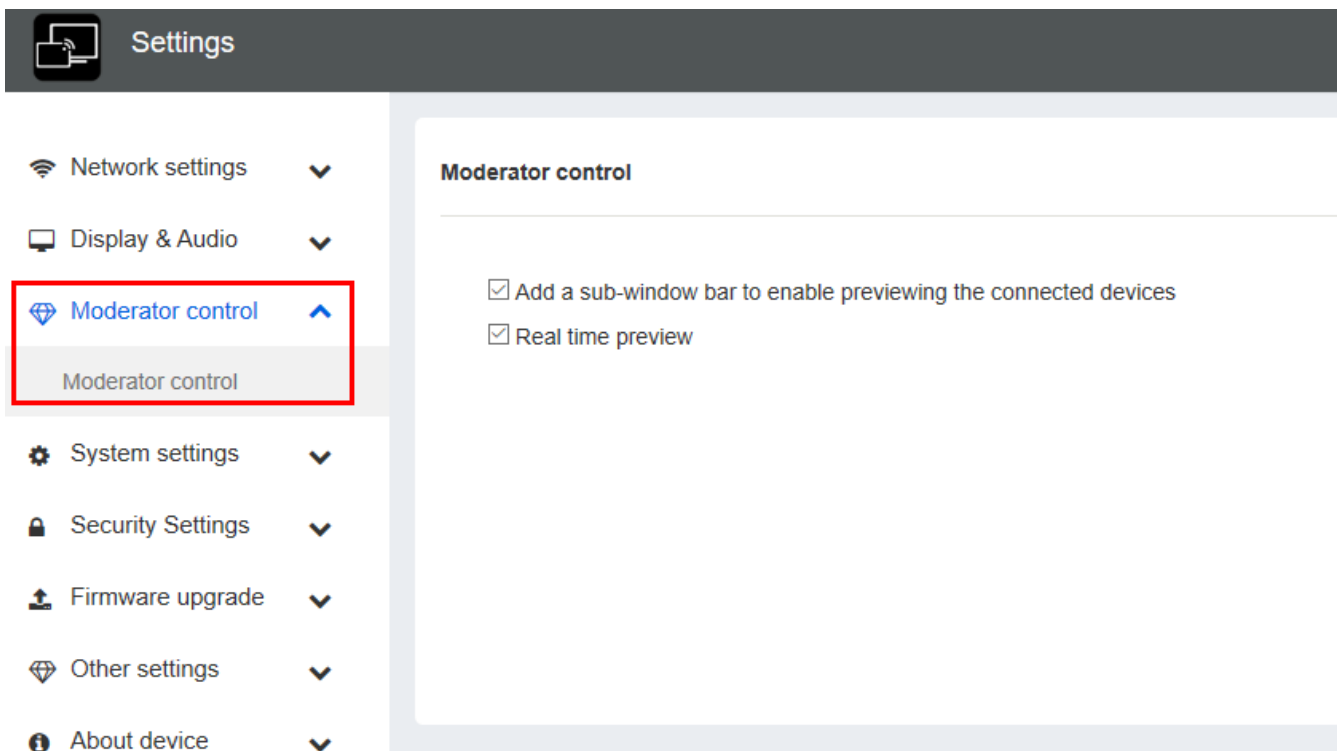 Settings
Network settings
Display & Audio
Moderator control
Moderator control
System settings
Security Settings
Firmware upgrade
Other settings
About device
Moderator control
Add a sub-window bar to enable previewing the connected devices
Real time preview